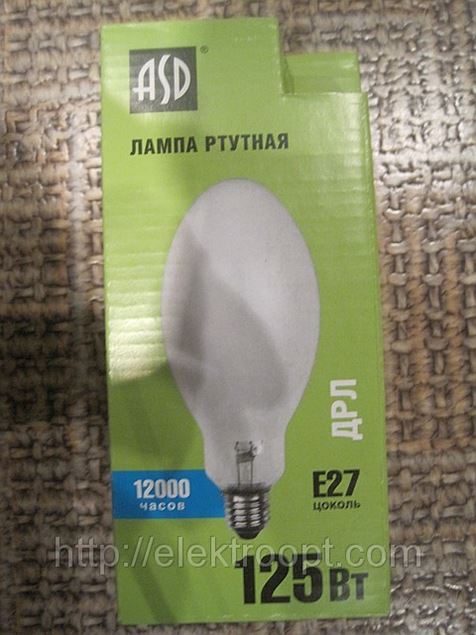 ASD®
ЛАМПА РТУТНАЯ
ДРЛ
12000
часов
E27
цоколь
http://elektroopt.com
125 Вт